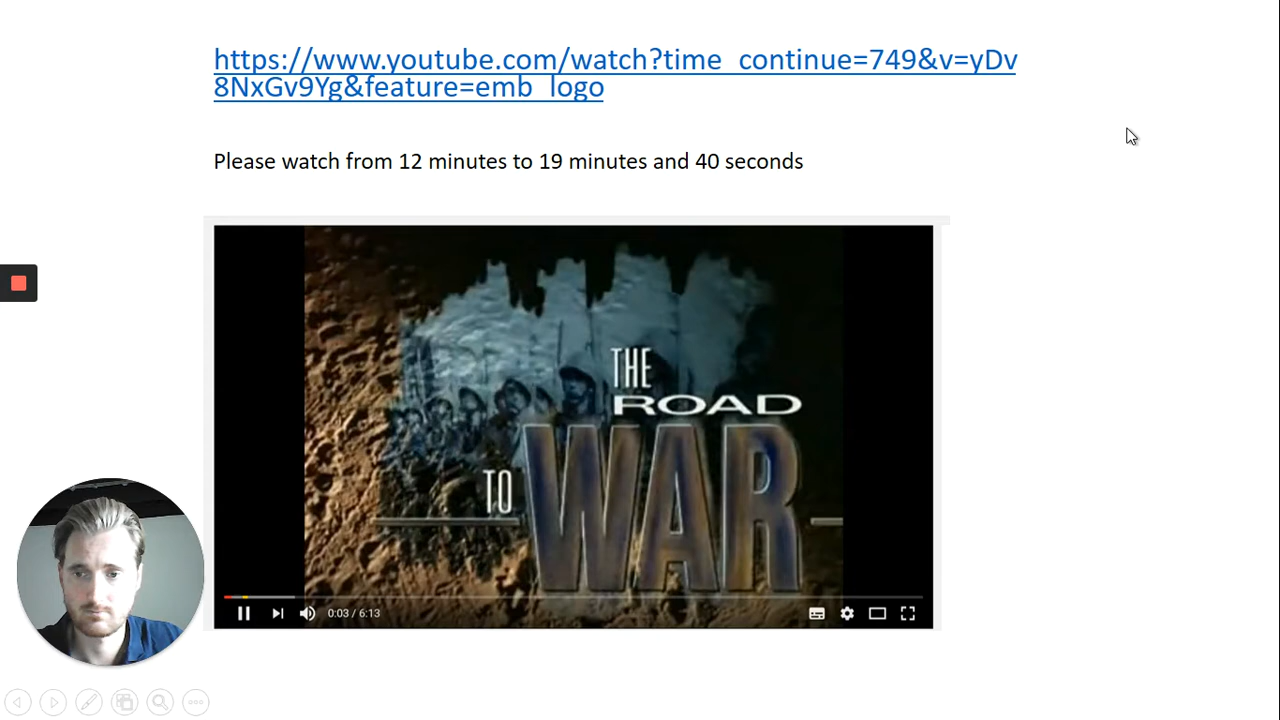 https://www.youtube.com/watch?time_continue=749&v=yDv
8NxGv9Yg&feature=emb_logo
Please watch from 12 minutes to 19 minutes and 40 seconds
THE
ROAD
TO WAR
0:03 / 6:13